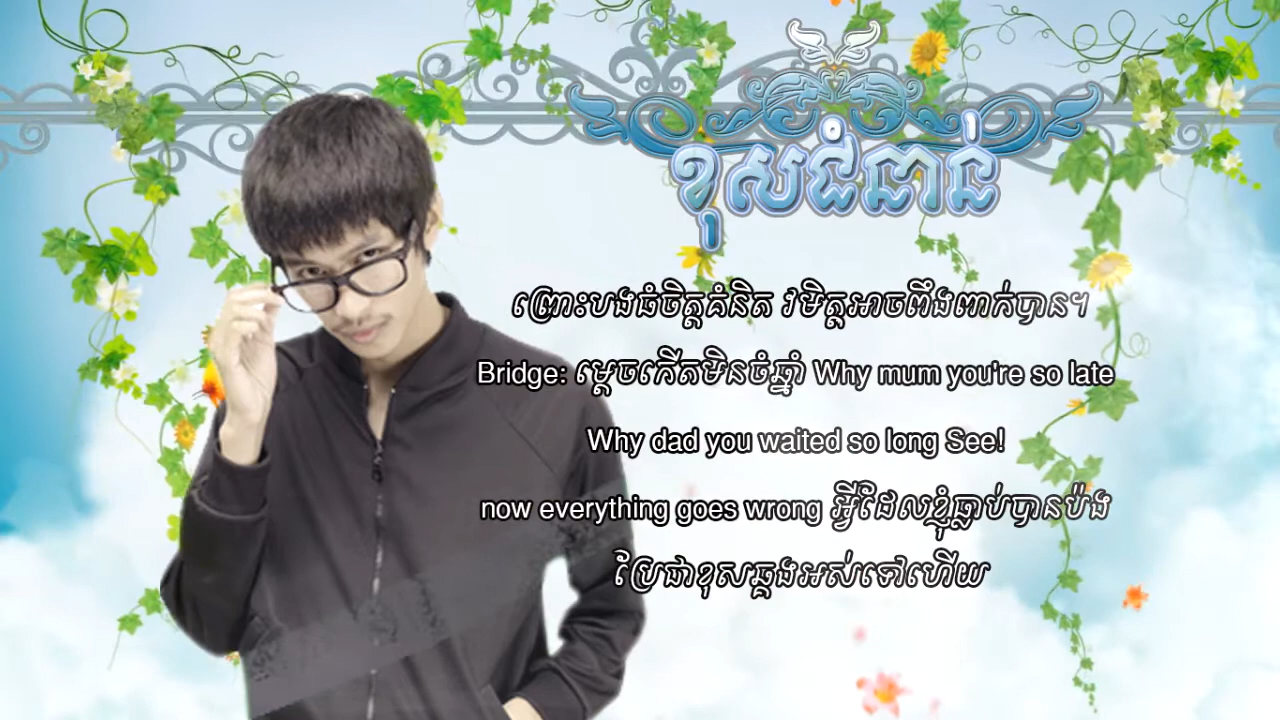 ខុសជំនាន់
ព្រោះបងធំចិត្តគំនិត វមិត្តអាចពឹងពាក់បាន។
Bridge: ម្ដេចកើតមិនចំឆ្នាំ Why mum you're so late
Why dad you waited so long See!
now everything goes wrong អ្វីដែលខ្ញុំធ្លាប់បានប៉ង
ប្រែជាខុសឆ្គងអស់ទៅហើយ